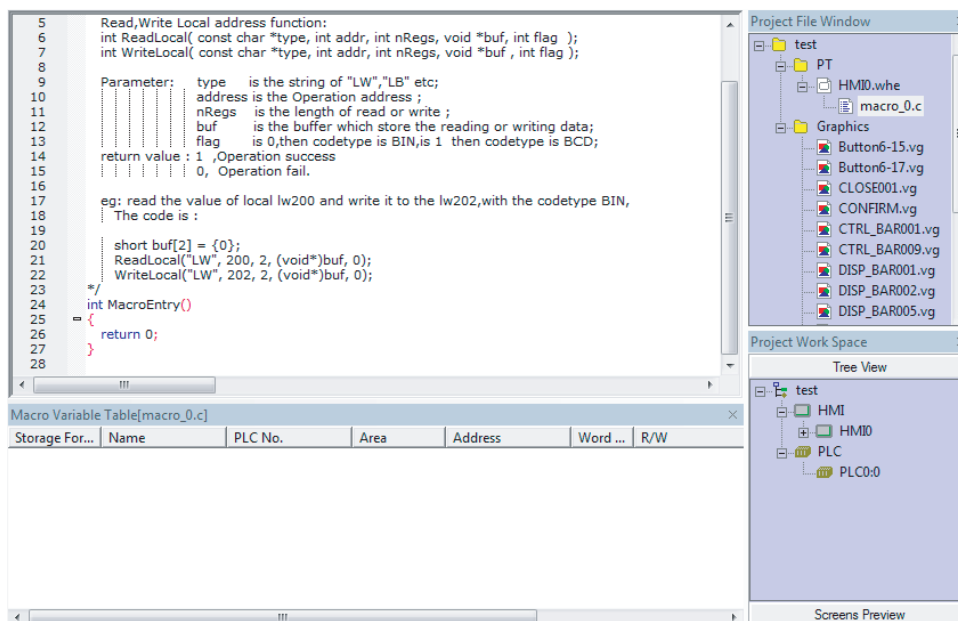 5 Read,Write Local address function:
6 int ReadLocal( const char *type, int addr, int nRegs, void *buf, int flag );
7 int WriteLocal( const char *type, int addr, int nRegs, void *buf , int flag );
8
9 Parameter: type is the string of "LW","LB" etc;
10 address is the Operation address ;
11 nRegs is the length of read or write ;
12 buf is the buffer which store the reading or writing data;
13 flag is 0,then codetype is BIN,is 1 then codetype is BCD;
14 return value : 1 ,Operation success
15 0, Operation fail.
16
17 eg: read the value of local lw200 and write it to the lw202,with the codetype BIN,
18 The code is :
19
20 short buf[2] = {0};
21 ReadLocal("LW", 200, 2, (void*)buf, 0);
22 WriteLocal("LW", 202, 2, (void*)buf, 0);
23 */
24 int MacroEntry()
25 {
26 return 0;
27 }
28
Macro Variable Table[macro_0.c]
Storage For... Name PLC No. Area Address Word ... R/W
Project File Window
test
PT
HMI0.whe
macro_0.c
Graphics
Button6-15.vg
Button6-17.vg
CLOSE001.vg
CONFIRM.vg
CTRL_BAR001.vg
CTRL_BAR009.vg
DISP_BAR001.vg
DISP_BAR002.vg
DISP_BAR005.vg
Project Work Space
Tree View
test
HMI
HMI0
PLC
PLC0:0
Screens Preview